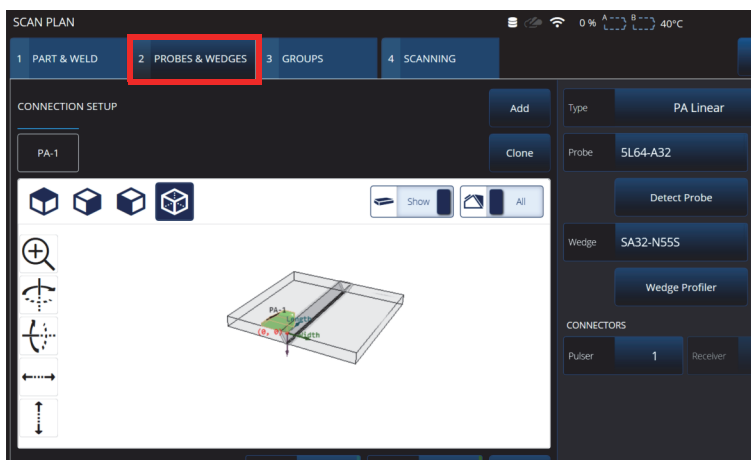 SCAN PLAN
0 % A B 40°C
1 PART & WELD 2 PROBES & WEDGES 3 GROUPS 4 SCANNING
CONNECTION SETUP
Add
Type PA Linear
PA-1
Clone
Probe 5L64-A32
Show All
Detect Probe
Wedge SA32-N55S
Wedge Profiler
PA-1
Length
(0, 0)
Width
CONNECTORS
Pulser 1 Receiver